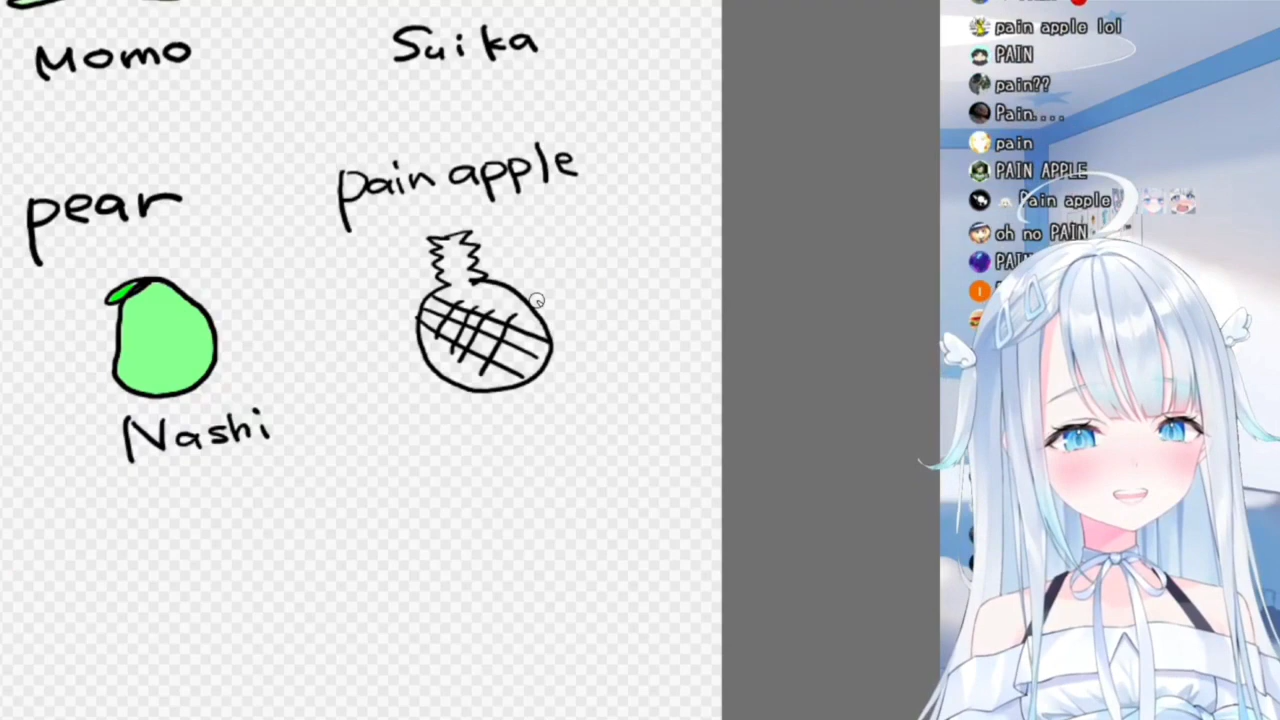 Momo
Suika
pear
pain apple
Nashi
pain apple lol
PAIN
pain??
Pain....
pain
PAIN APPLE
Pain apple
oh no PAIN